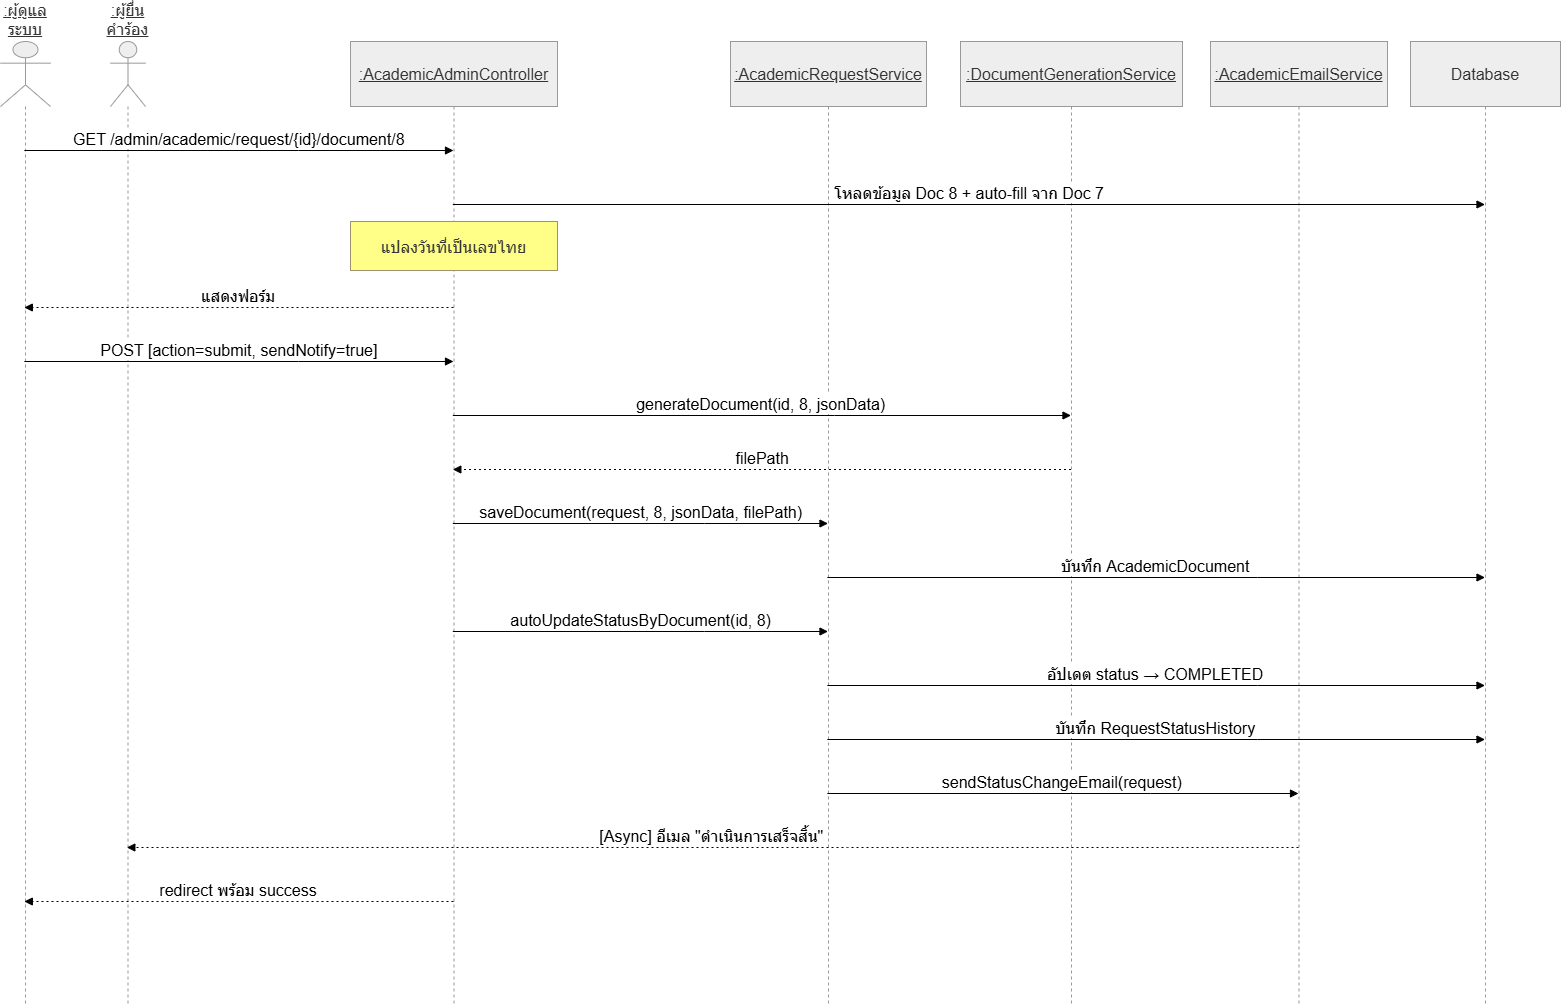 :ผู้ดูแล
ระบบ
:ผู้ยื่น
คำร้อง
:AcademicAdminController
:AcademicRequestService
:DocumentGenerationService
:AcademicEmailService
Database
GET /admin/academic/request/{id}/document/8
โหลดข้อมูล Doc 8 + auto-fill จาก Doc 7
แปลงวันที่เป็นเลขไทย
แสดงฟอร์ม
POST [action=submit, sendNotify=true]
generateDocument(id, 8, jsonData)
filePath
saveDocument(request, 8, jsonData, filePath)
บันทึก AcademicDocument
autoUpdateStatusByDocument(id, 8)
อัปเดต status → COMPLETED
บันทึก RequestStatusHistory
sendStatusChangeEmail(request)
[Async] อีเมล "ดำเนินการเสร็จสิ้น"
redirect พร้อม success